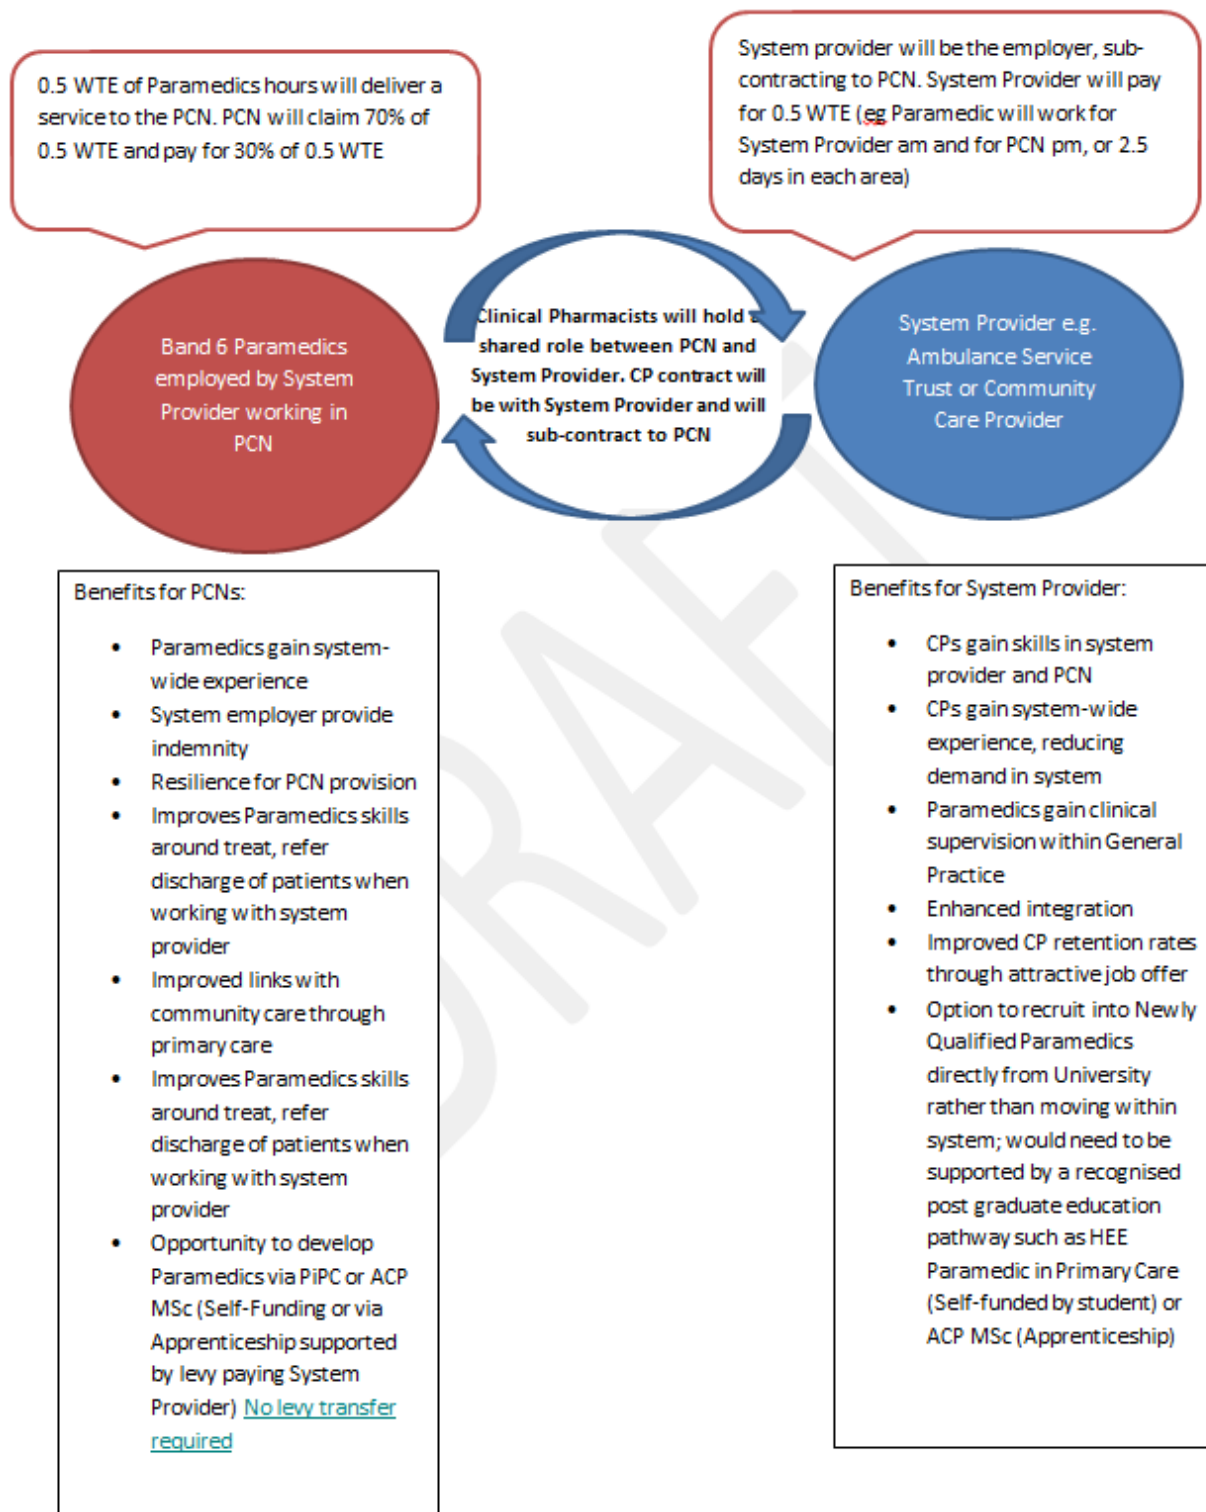 0.5 WTE of Paramedics hours will deliver a
service to the PCN. PCN will claim 70% of
0.5 WTE and pay for 30% of 0.5 WTE
System provider will be the employer, sub-
contracting to PCN. System Provider will pay
for 0.5 WTE (eg Paramedic will work for
System Provider am and for PCN pm, or 2.5
days in each area)
Band 6 Paramedics
employed by System
Provider working in
PCN
Clinical Pharmacists will hold a
shared role between PCN and
System Provider. CP contract will
be with System Provider and will
sub-contract to PCN
System Provider e.g.
Ambulance Service
Trust or Community
Care Provider
Benefits for PCNs:
• Paramedics gain system-
wide experience
• System employer provide
indemnity
• Resilience for PCN provision
• Improves Paramedics skills
around treat, refer
discharge of patients when
working with system
provider
• Improved links with
community care through
primary care
• Improves Paramedics skills
around treat, refer
discharge of patients when
working with system
provider
• Opportunity to develop
Paramedics via PiPC or ACP
MSc (Self-Funding or via
Apprenticeship supported
by levy paying System
Provider) No levy transfer
required
Benefits for System Provider:
• CPs gain skills in system
provider and PCN
• CPs gain system-wide
experience, reducing
demand in system
• Paramedics gain clinical
supervision within General
Practice
• Enhanced integration
• Improved CP retention rates
through attractive job offer
• Option to recruit into Newly
Qualified Paramedics
directly from University
rather than moving within
system; would need to be
supported by a recognised
post graduate education
pathway such as HEE
Paramedic in Primary Care
(Self-funded by student) or
ACP MSc (Apprenticeship)
DRAFT